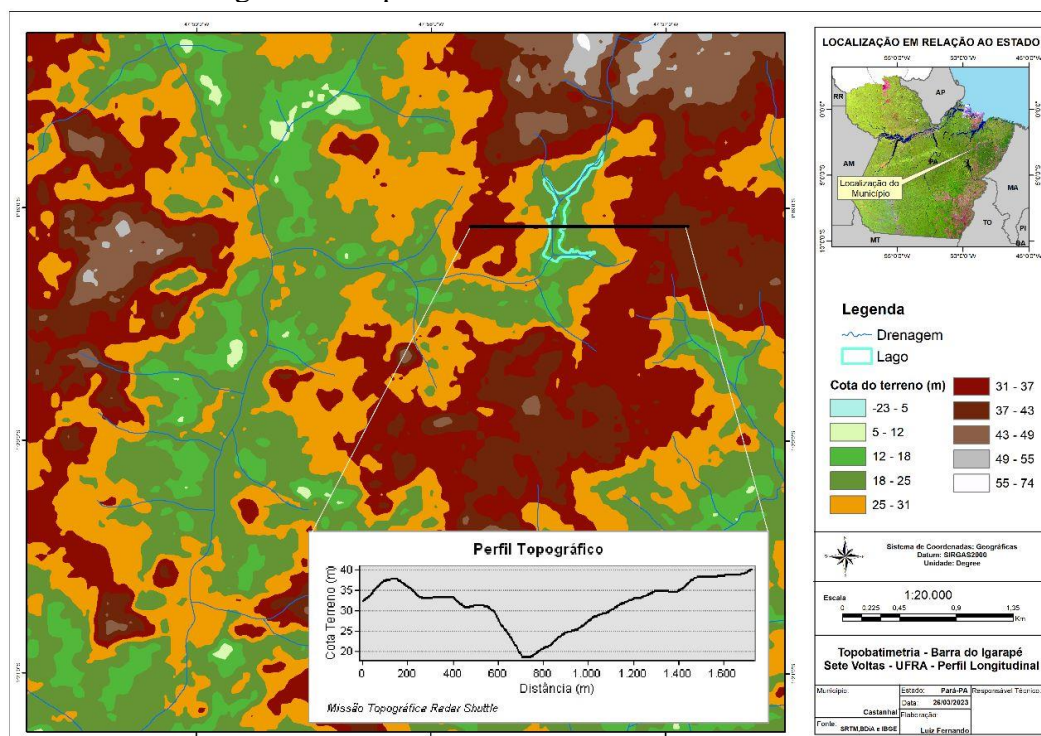 LOCALIZAÇÃO EM RELAÇÃO AO ESTADO
RR
AP
AM
PA
MA
Localização do
Município
TO
PI
MT
BA
Legenda
Drenagem
Lago
Cota do terreno (m)
-23 - 5
5 - 12
12 - 18
18 - 25
25 - 31
31 - 37
37 - 43
43 - 49
49 - 55
55 - 74
Sistema de Coordenadas: Geográficas
Datum: SIRGAS2000
Unidade: Degree
Escala
1:20.000
0 0,225 0,45 0,9 1,35
Km
Topobatimetria - Barra do Igarapé
Sete Voltas - UFRA - Perfil Longitudinal
Município:
Castanhal
Estado: Pará-PA
Responsável Técnico:
Data: 26/03/2023
Elaboração
Luiz Fernando
Fonte: SRTM,BDiA e IBGE
Perfil Topográfico
Cota Terreno (m)
40
35
30
25
20
0 200 400 600 800 1.000 1.200 1.400 1.600
Distância (m)
Missão Topográfica Radar Shuttle